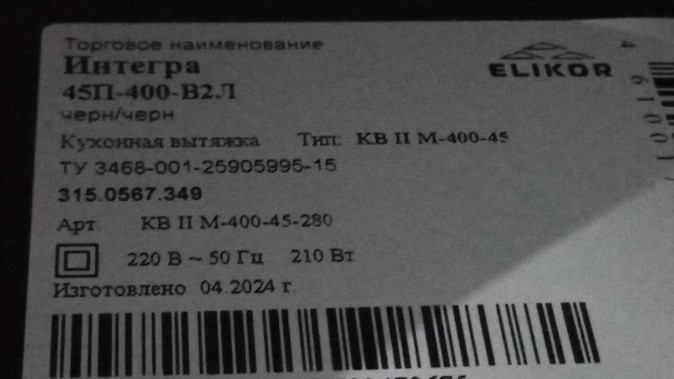 Торговое наименование
Интегра
45П-400-В2Л
черн/черн
ELIKOR
Кухонная вытяжка Тип: КВ II М-400-45
ТУ 3468-001-25905995-15
315.0567.349
Арт КВ II М-400-45-280
220 В ~ 50 Гц 210 Вт
Изготовлено 04.2024 г